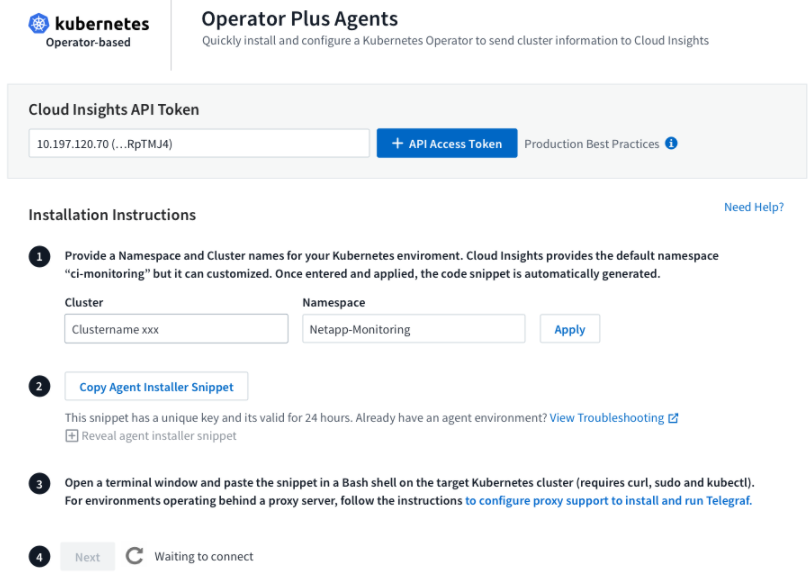 kubernetes
Operator-based
Operator Plus Agents
Quickly install and configure a Kubernetes Operator to send cluster information to Cloud Insights
Cloud Insights API Token
10.197.120.70 (...RpTMJ4)
+ API Access Token
Production Best Practices i
Installation Instructions
Need Help?
1
Provide a Namespace and Cluster names for your Kubernetes enviroment. Cloud Insights provides the default namespace
“ci-monitoring” but it can customized. Once entered and applied, the code snippet is automatically generated.
Cluster
Namespace
Clustername xxx
Netapp-Monitoring
Apply
2
Copy Agent Installer Snippet
This snippet has a unique key and its valid for 24 hours. Already have an agent environment? View Troubleshooting
Reveal agent installer snippet
3
Open a terminal window and paste the snippet in a Bash shell on the target Kubernetes cluster (requires curl, sudo and kubectl).
For environments operating behind a proxy server, follow the instructions to configure proxy support to install and run Telegraf.
4
Next
Waiting to connect